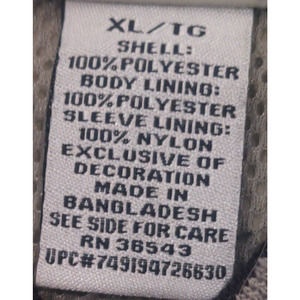 XL/TG
SHELL:
100% POLYESTER
BODY LINING:
100% POLYESTER
SLEEVE LINING:
100% NYLON
EXCLUSIVE OF
DECORATION
MADE IN
BANGLADESH
SEE SIDE FOR CARE
RN 36543
UPC#749194726630